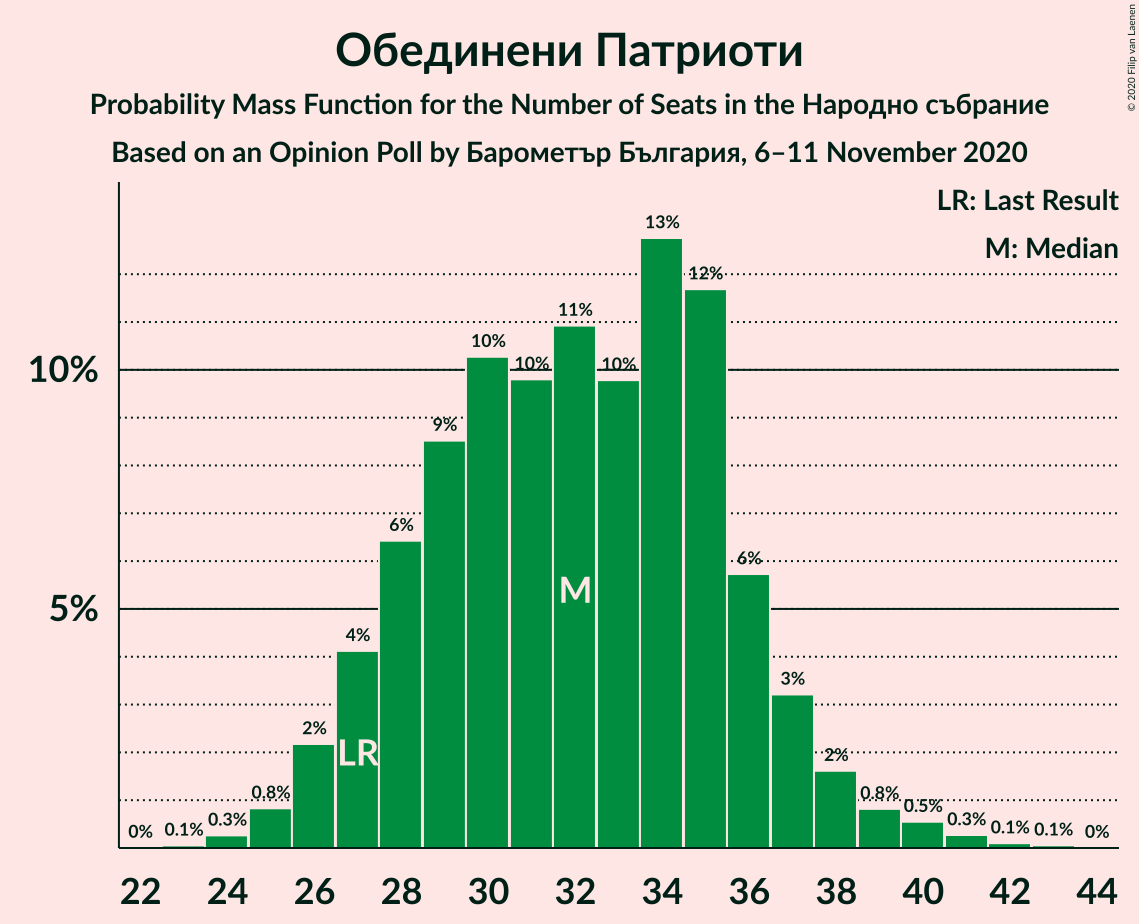 Обединени Патриоти
Probability Mass Function for the Number of Seats in the Народно събрание
Based on an Opinion Poll by Барометър България, 6–11 November 2020
© 2020 Filip van Laenen
LR: Last Result
M: Median
10%
5%
0%
0.1%
0.3%
0.8%
2%
4%
6%
9%
10%
10%
11%
10%
13%
12%
6%
3%
2%
0.8%
0.5%
0.3%
0.1%
0.1%
0%
LR
M
22 24 26 28 30 32 34 36 38 40 42 44